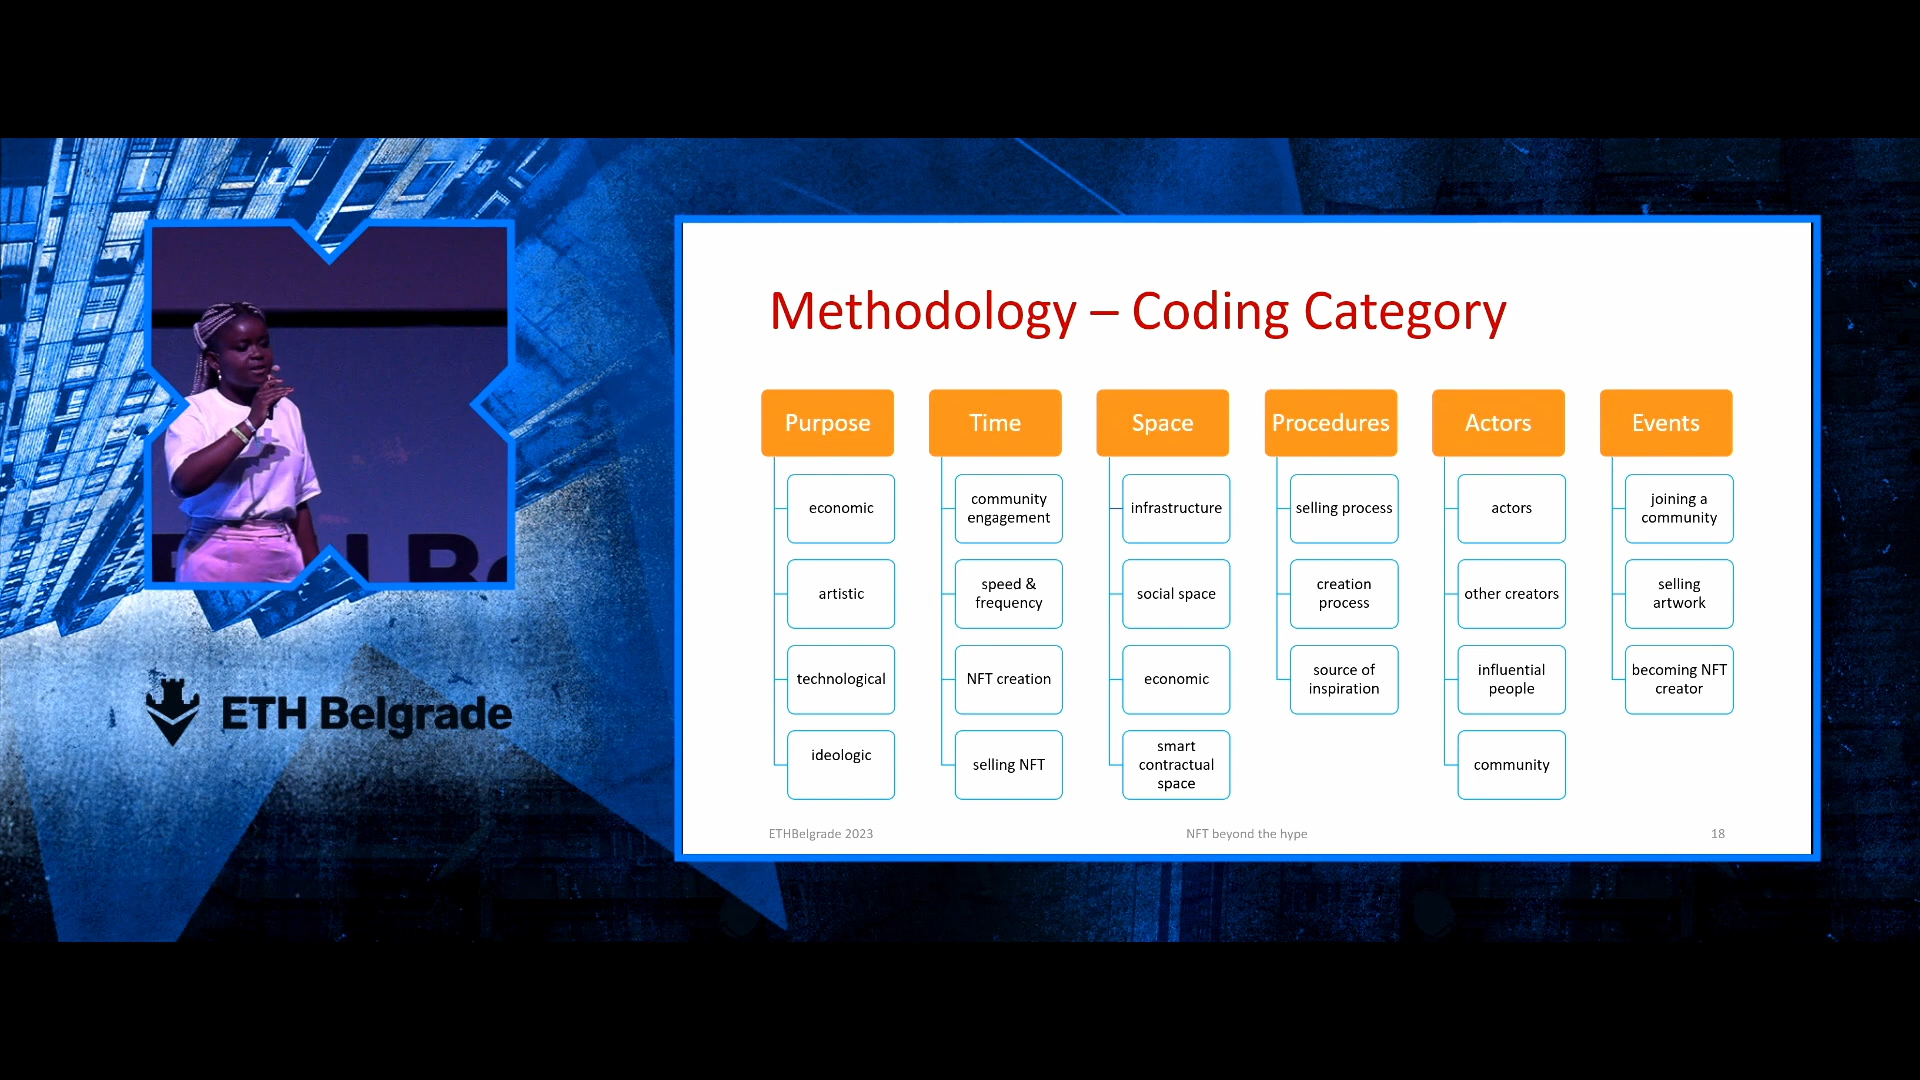 ETH Belgrade
Methodology – Coding Category
Purpose
economic
artistic
technological
ideologic
Time
community
engagement
speed &
frequency
NFT creation
selling NFT
Space
infrastructure
social space
economic
smart
contractual
space
Procedures
selling process
creation
process
source of
inspiration
Actors
actors
other creators
influential
people
community
Events
joining a
community
selling
artwork
becoming NFT
creator
ETHBelgrade 2023
NFT beyond the hype
18